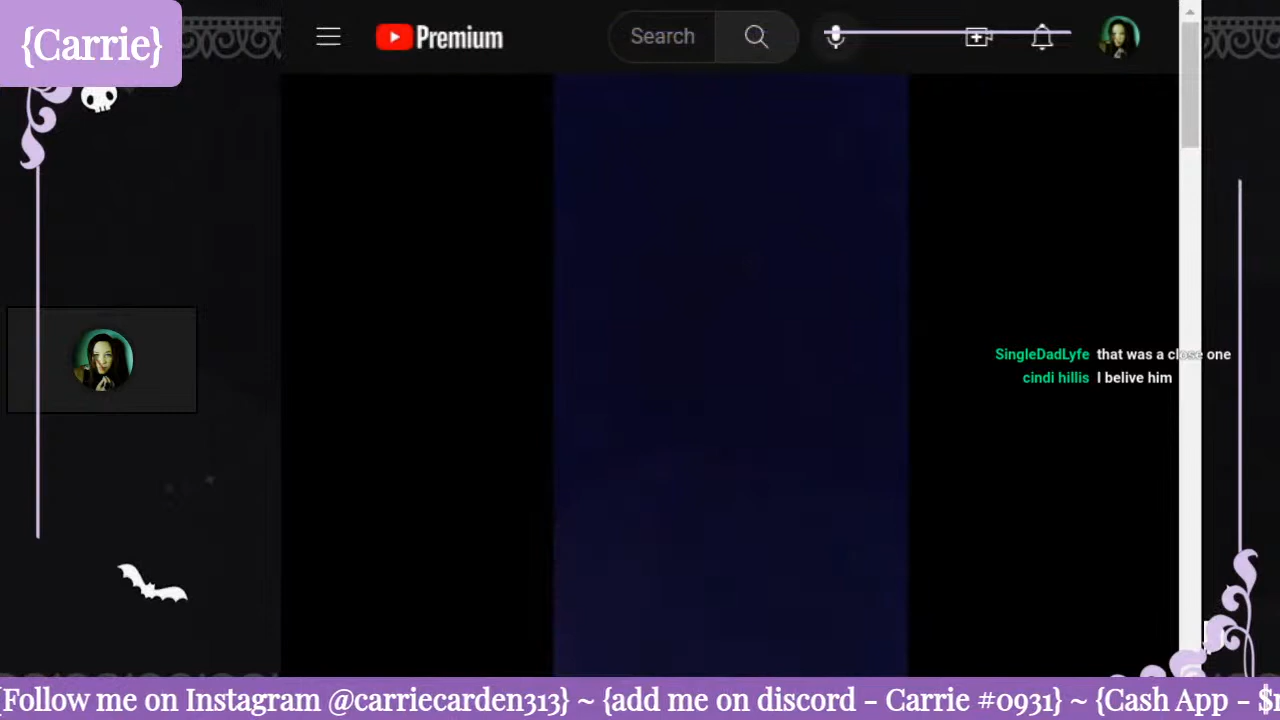 {Carrie}
Premium
Search
SingleDadLyfe that was a close one
cindi hillis I belive him
{Follow me on Instagram @carriecarden313} ~ {add me on discord - Carrie #0931} ~ {Cash App - $